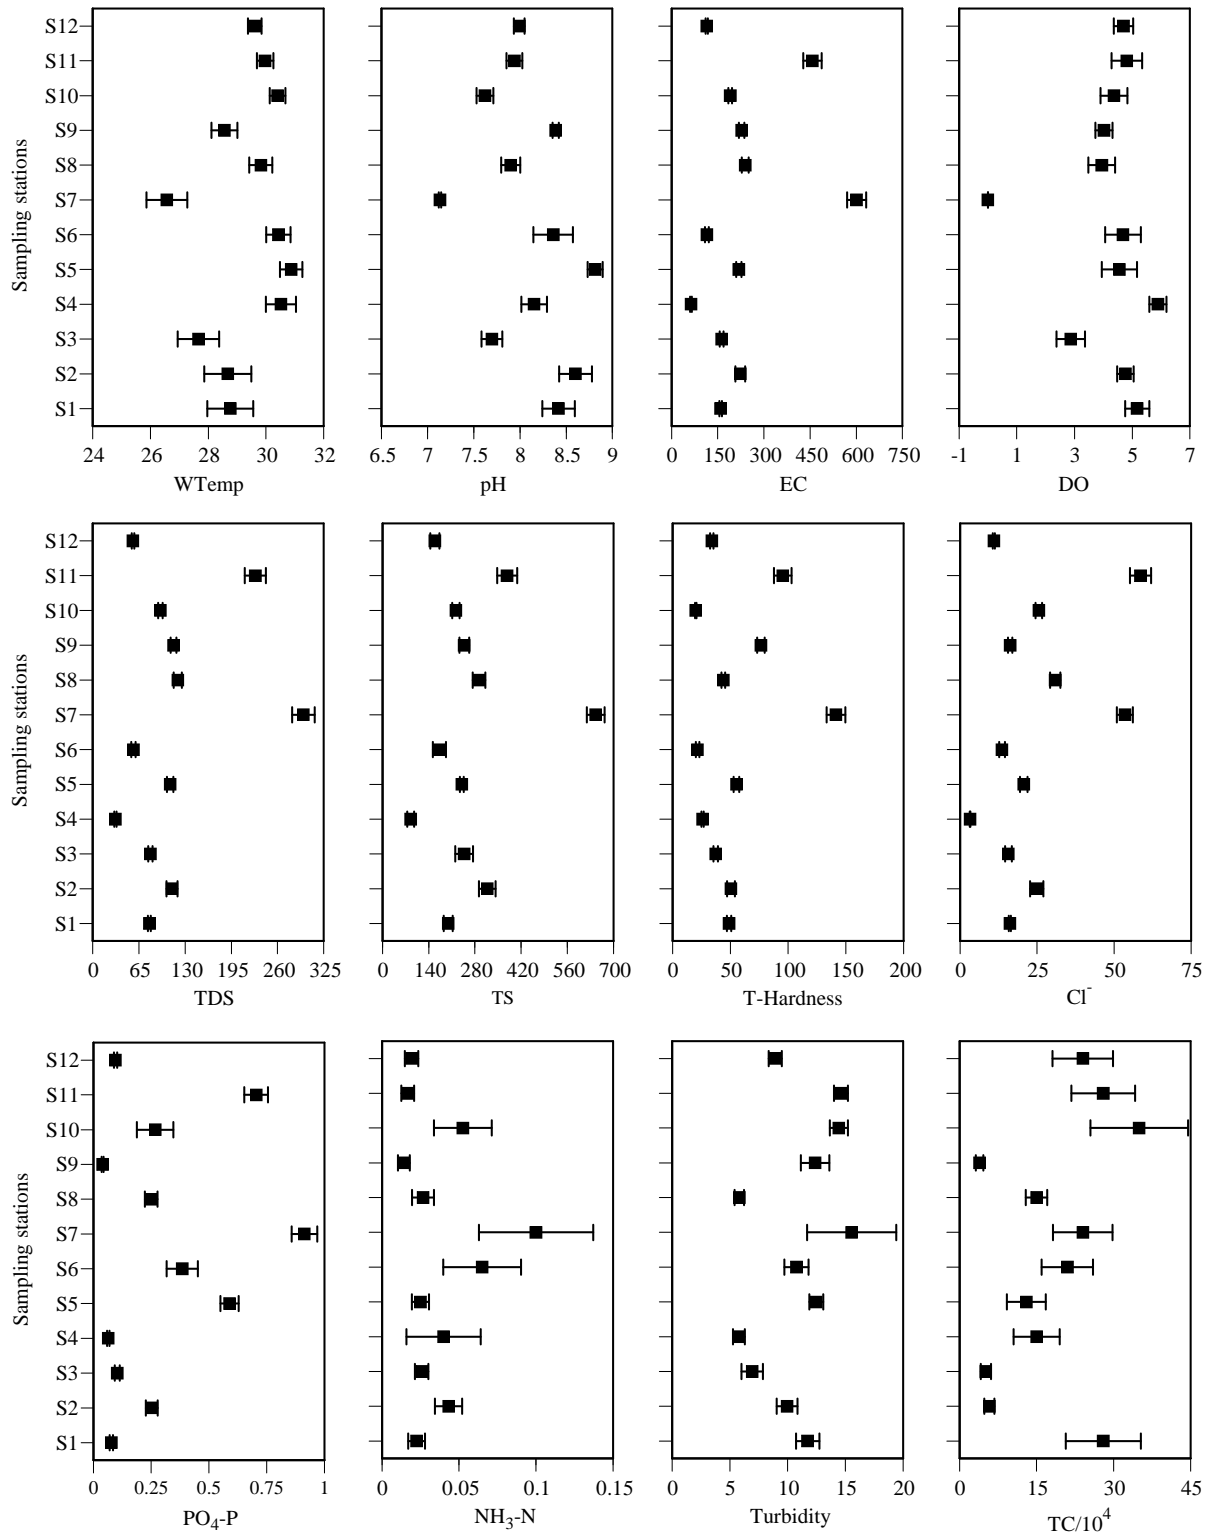 S12
S11
S10
S9
S8
S7
S6
S5
S4
S3
S2
S1
Sampling stations
24 26 28 30 32
WTemp
6.5 7 7.5 8 8.5 9
pH
0 150 300 450 600 750
EC
-1 1 3 5 7
DO
S12
S11
S10
S9
S8
S7
S6
S5
S4
S3
S2
S1
Sampling stations
0 65 130 195 260 325
TDS
0 140 280 420 560 700
TS
0 50 100 150 200
T-Hardness
0 25 50 75
Cl⁻
S12
S11
S10
S9
S8
S7
S6
S5
S4
S3
S2
S1
Sampling stations
0 0.25 0.5 0.75 1
PO₄-P
0 0.05 0.1 0.15
NH₃-N
0 5 10 15 20
Turbidity
0 15 30 45
TC/10⁴